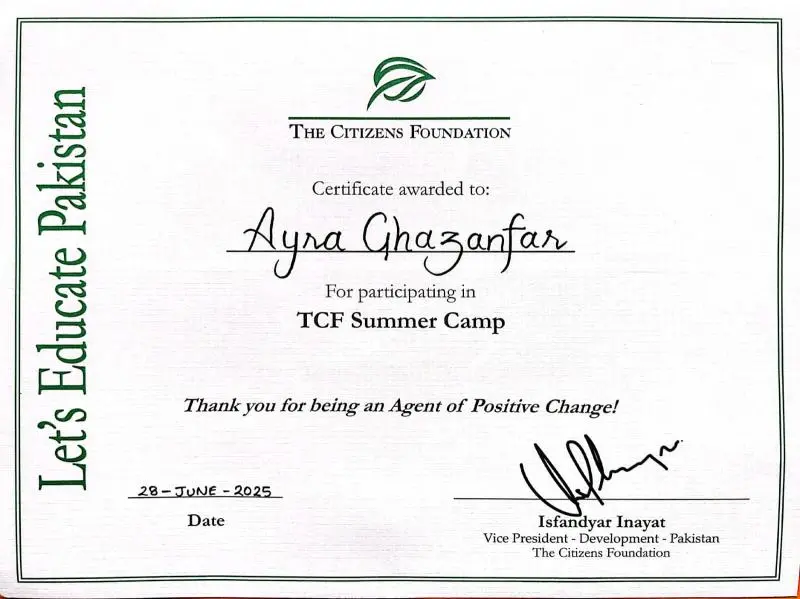 Let's Educate Pakistan
THE CITIZENS FOUNDATION
Certificate awarded to:
Ayra Ghazanfar
For participating in
TCF Summer Camp
Thank you for being an Agent of Positive Change!
28-JUNE-2025
Date
Isfandyar Inayat
Vice President - Development - Pakistan
The Citizens Foundation